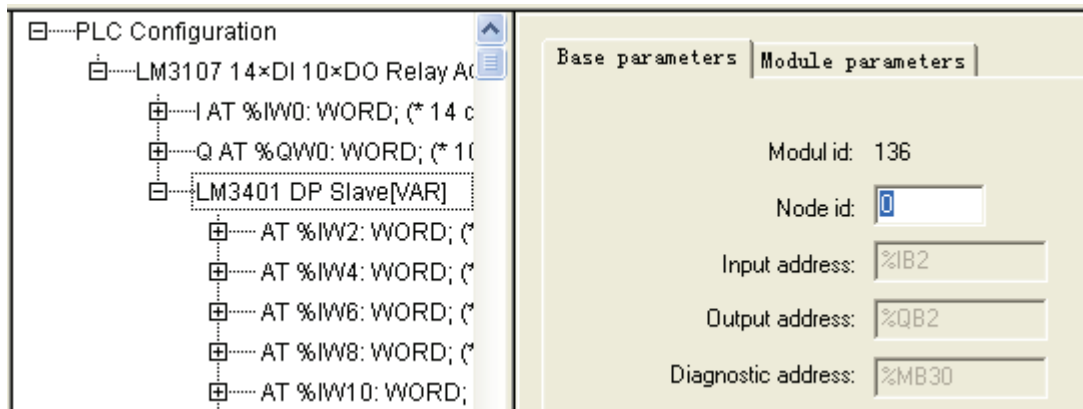 PLC Configuration
LM3107 14×DI 10×DO Relay AC
I AT %IW0: WORD; (* 14 c
Q AT %QW0: WORD; (* 10
LM3401 DP Slave[VAR]
AT %IW2: WORD; (*
AT %IW4: WORD; (*
AT %IW6: WORD; (*
AT %IW8: WORD; (*
AT %IW10: WORD;
Base parameters
Module parameters
Modul id: 136
Node id: 0
Input address: %IB2
Output address: %QB2
Diagnostic address: %MB30